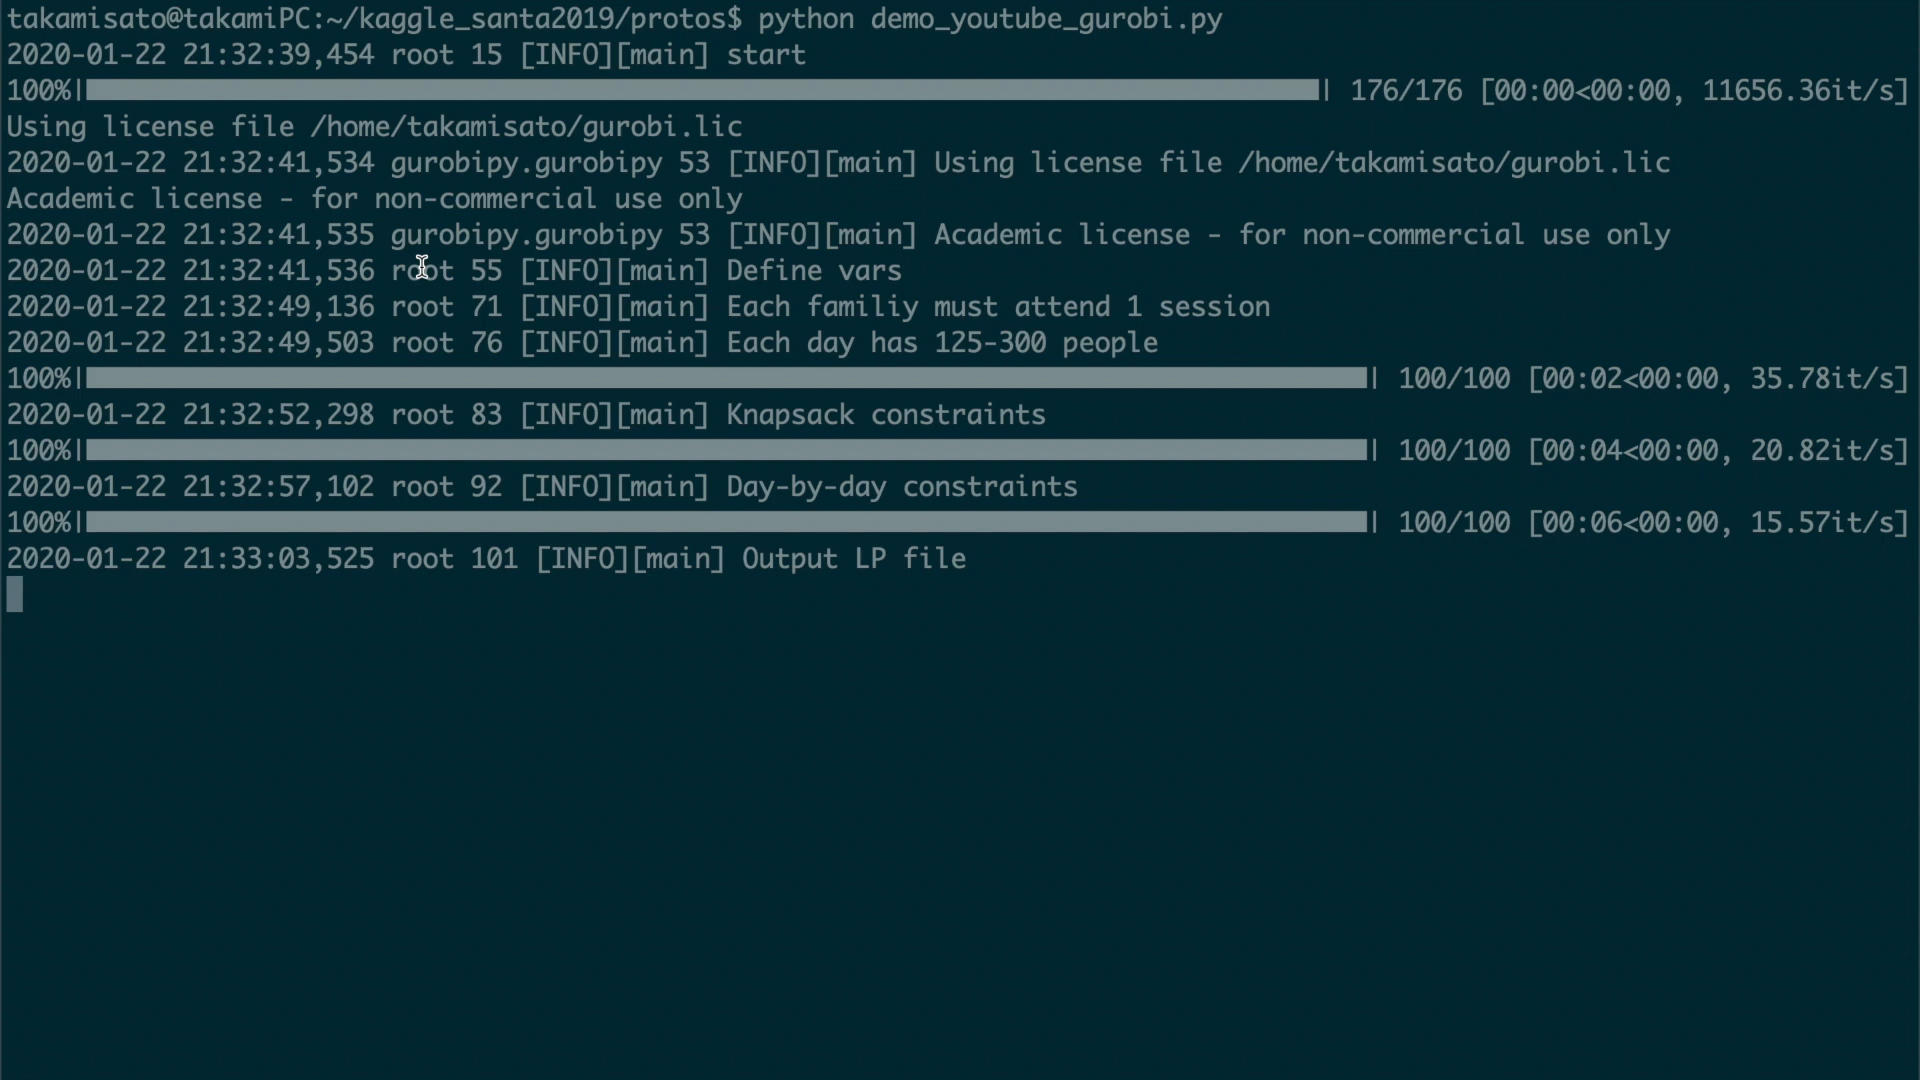 takamisato@takamiPC:~/kaggle_santa2019/protos$ python demo_youtube_gurobi.py
2020-01-22 21:32:39,454 root 15 [INFO][main] start
100%| | 176/176 [00:00<00:00, 11656.36it/s]
Using license file /home/takamisato/gurobi.lic
2020-01-22 21:32:41,534 gurobipy.gurobipy 53 [INFO][main] Using license file /home/takamisato/gurobi.lic
Academic license - for non-commercial use only
2020-01-22 21:32:41,535 gurobipy.gurobipy 53 [INFO][main] Academic license - for non-commercial use only
2020-01-22 21:32:41,536 root 55 [INFO][main] Define vars
2020-01-22 21:32:49,136 root 71 [INFO][main] Each familiy must attend 1 session
2020-01-22 21:32:49,503 root 76 [INFO][main] Each day has 125-300 people
100%| | 100/100 [00:02<00:00, 35.78it/s]
2020-01-22 21:32:52,298 root 83 [INFO][main] Knapsack constraints
100%| | 100/100 [00:04<00:00, 20.82it/s]
2020-01-22 21:32:57,102 root 92 [INFO][main] Day-by-day constraints
100%| | 100/100 [00:06<00:00, 15.57it/s]
2020-01-22 21:33:03,525 root 101 [INFO][main] Output LP file